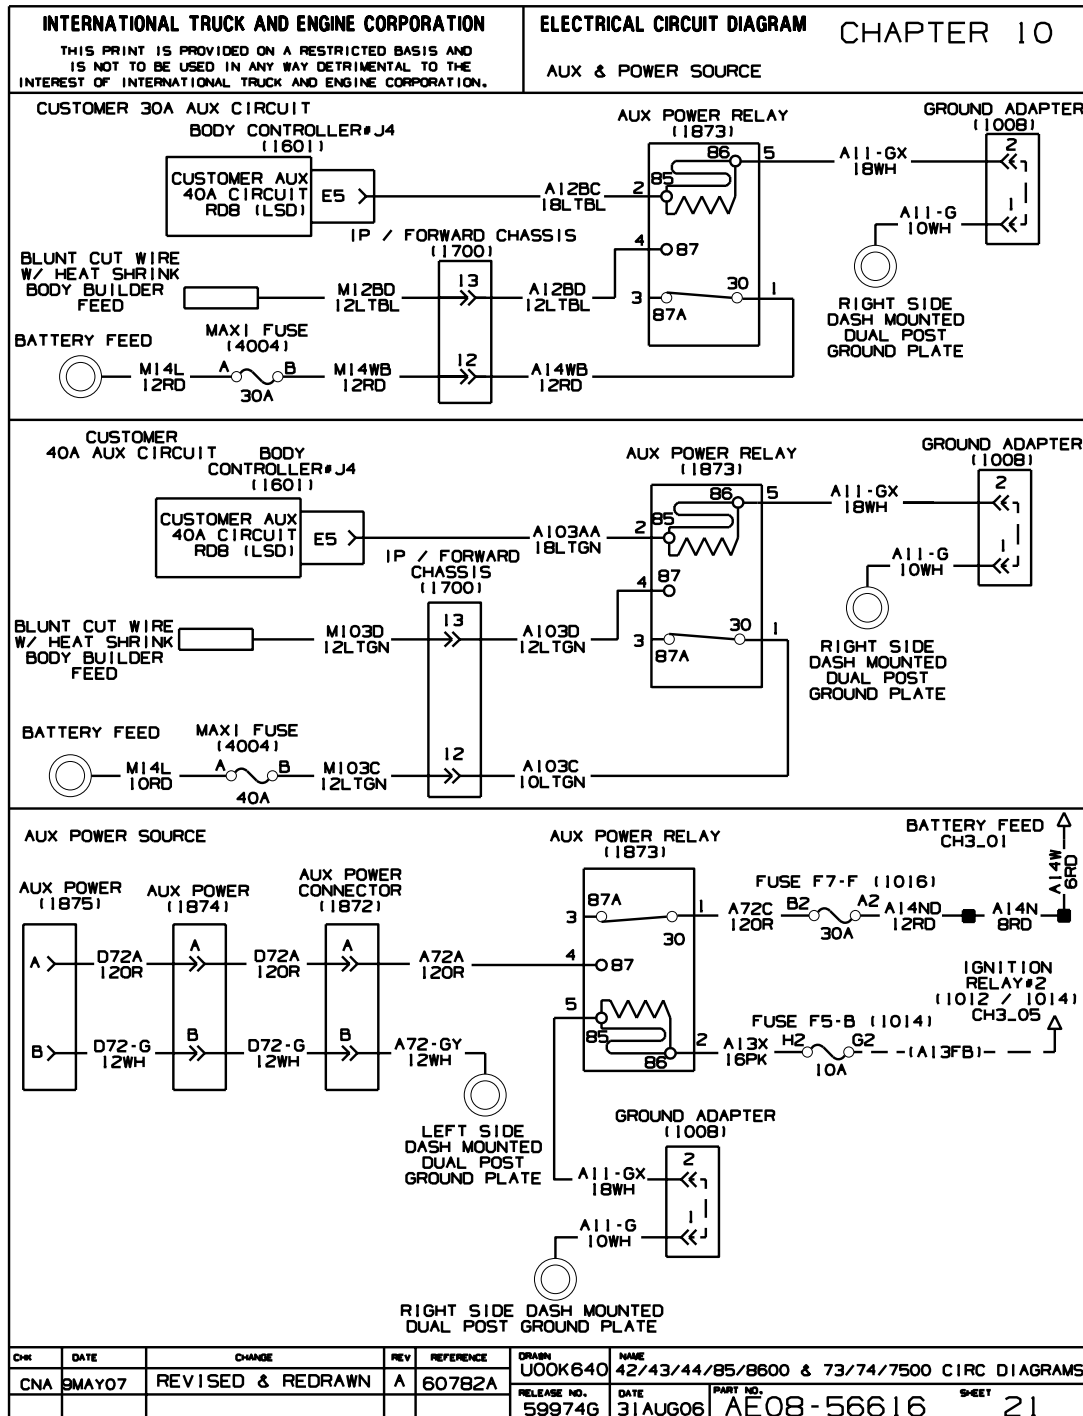 INTERNATIONAL TRUCK AND ENGINE CORPORATION
THIS PRINT IS PROVIDED ON A RESTRICTED BASIS AND
IS NOT TO BE USED IN ANY WAY DETRIMENTAL TO THE
INTEREST OF INTERNATIONAL TRUCK AND ENGINE CORPORATION.
ELECTRICAL CIRCUIT DIAGRAM
CHAPTER 10
AUX & POWER SOURCE
CUSTOMER 30A AUX CIRCUIT
BODY CONTROLLER#J4
(1601)
CUSTOMER AUX
40A CIRCUIT
RD8 (LSD)
E5
A12BC
18LTBL
AUX POWER RELAY
(1873)
86
5
85
2
4
87
30
1
3
87A
A11-GX
18WH
GROUND ADAPTER
(1008)
2
1
A11-G
10WH
RIGHT SIDE
DASH MOUNTED
DUAL POST
GROUND PLATE
IP / FORWARD CHASSIS
(1700)
13
12
BLUNT CUT WIRE
W/ HEAT SHRINK
BODY BUILDER
FEED
M12BD
12LTBL
A12BD
12LTBL
BATTERY FEED
M14L
12RD
MAXI FUSE
(4004)
A
B
30A
M14WB
12RD
A14WB
12RD
CUSTOMER
40A AUX CIRCUIT
BODY
CONTROLLER#J4
(1601)
CUSTOMER AUX
40A CIRCUIT
RD8 (LSD)
E5
A103AA
18LTGN
AUX POWER RELAY
(1873)
86
5
85
2
87
4
30
1
3
87A
A11-GX
18WH
GROUND ADAPTER
(1008)
2
1
A11-G
10WH
RIGHT SIDE
DASH MOUNTED
DUAL POST
GROUND PLATE
IP / FORWARD
CHASSIS
(1700)
13
12
BLUNT CUT WIRE
W/ HEAT SHRINK
BODY BUILDER
FEED
M103D
12LTGN
A103D
12LTGN
BATTERY FEED
M14L
10RD
MAXI FUSE
(4004)
A
B
40A
M103C
12LTGN
A103C
10LTGN
AUX POWER SOURCE
AUX POWER
(1875)
A
B
D72A
12OR
D72-G
12WH
AUX POWER
(1874)
A
B
D72A
12OR
D72-G
12WH
AUX POWER
CONNECTOR
(1872)
A
B
A72A
12OR
A72-GY
12WH
LEFT SIDE
DASH MOUNTED
DUAL POST
GROUND PLATE
AUX POWER RELAY
(1873)
87A
3
1
30
4
87
5
85
2
86
A72C
12OR
FUSE F7-F (1016)
B2
A2
30A
A14ND
12RD
A14N
8RD
BATTERY FEED
CH3_01
A14W
6RD
IGNITION
RELAY#2
(1012 / 1014)
CH3_05
A13X
16PK
FUSE F5-B (1014)
H2
G2
10A
(A13FB)
GROUND ADAPTER
(1008)
2
1
A11-GX
18WH
A11-G
10WH
RIGHT SIDE DASH MOUNTED
DUAL POST GROUND PLATE
CHK
DATE
CHANGE
REV
REFERENCE
CNA
9MAY07
REVISED & REDRAWN
A
60782A
DRAWN
U00K640
NAME
42/43/44/85/8600 & 73/74/7500 CIRC DIAGRAMS
RELEASE NO.
59974G
DATE
31AUG06
PART NO.
AE08-56616
SHEET
21